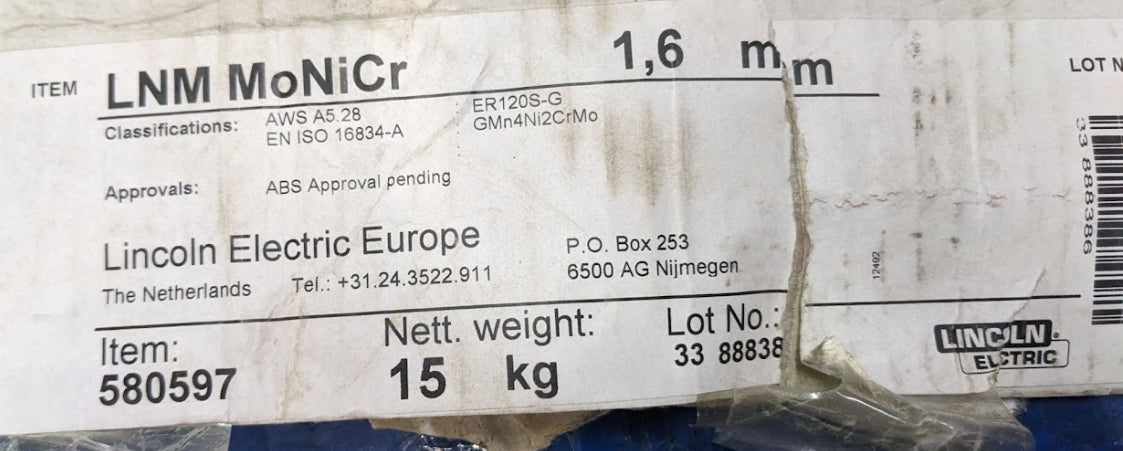 ITEM LNM MoNiCr 1,6 mm
Classifications: AWS A5.28 : ER120S-G
EN ISO 16834-A : GMn4Ni2CrMo
Approvals: ABS Approval pending
Lincoln Electric Europe P.O. Box 253
The Netherlands Tel.: +31.24.3522.911 6500 AG Nijmegen
Item: Nett. weight: Lot No.:
580597 15 kg 33 88838
12492
LINCOLN
ELECTRIC
LOT N
33 888386